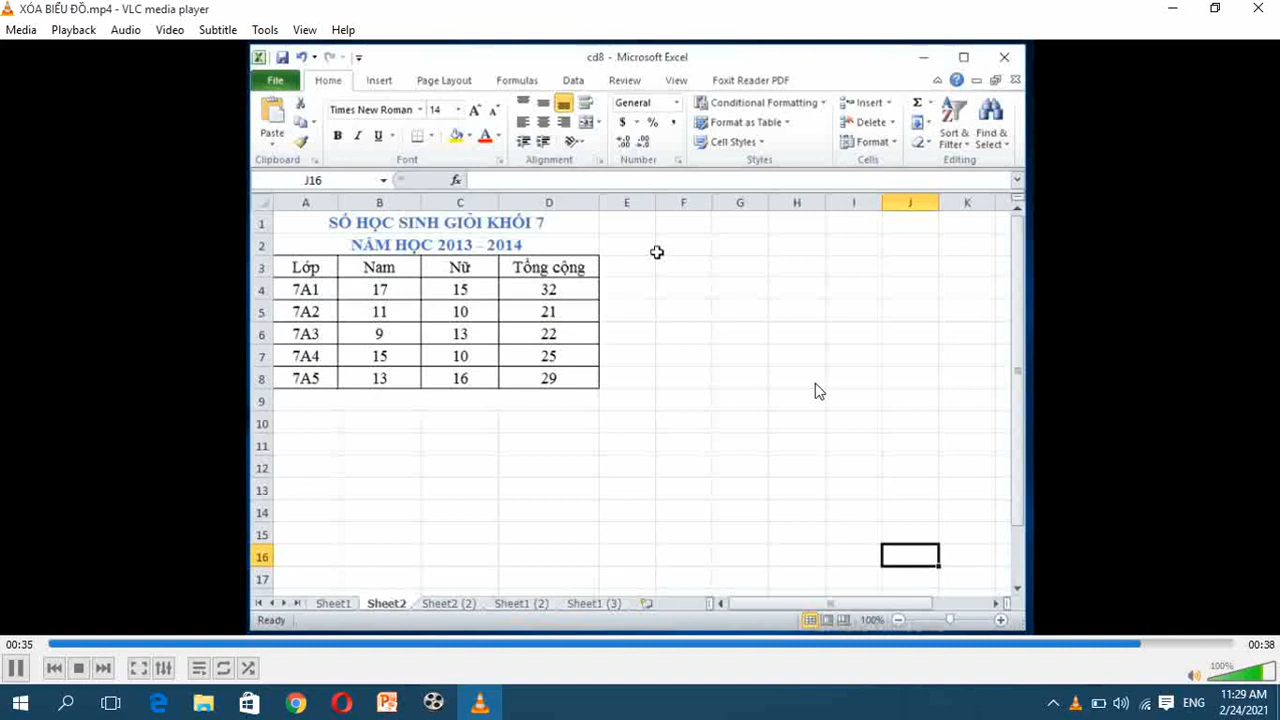 XÓA BIỂU ĐỒ.mp4 - VLC media player
Media Playback Audio Video Subtitle Tools View Help
cd8 - Microsoft Excel
File Home Insert Page Layout Formulas Data Review View Foxit Reader PDF
Paste
Times New Roman 14
B I U
General
$ % ,
Conditional Formatting
Format as Table
Cell Styles
Insert
Delete
Format
Sort & Filter
Find & Select
Clipboard Font Alignment Number Styles Cells Editing
J16 fx
A B C D E F G H I J K
1 SỐ HỌC SINH GIỎI KHỐI 7
2 NĂM HỌC 2013 - 2014
3 Lớp Nam Nữ Tổng cộng
4 7A1 17 15 32
5 7A2 11 10 21
6 7A3 9 13 22
7 7A4 15 10 25
8 7A5 13 16 29
9
10
11
12
13
14
15
16
17
Sheet1 Sheet2 Sheet2 (2) Sheet1 (2) Sheet1 (3)
Ready 100%
00:35 00:38
100%
ENG
11:29 AM
2/24/2021